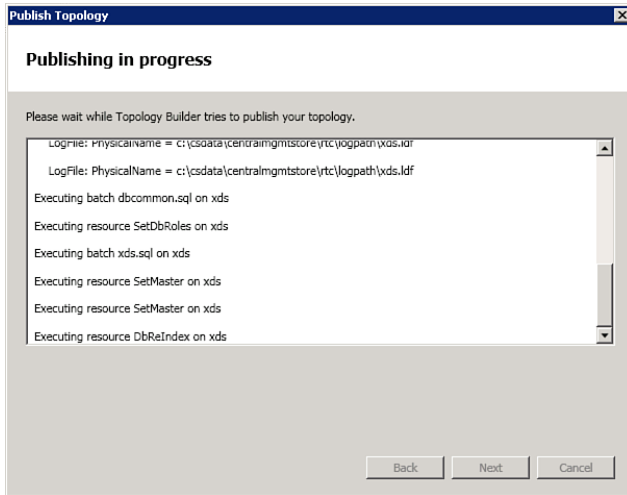 Publish Topology
Publishing in progress
Please wait while Topology Builder tries to publish your topology.
LogFile: PhysicalName = c:\csdata\centralmgmtstore\rtc\logpath\xds.ldf
LogFile: PhysicalName = c:\csdata\centralmgmtstore\rtc\logpath\xds.ldf
Executing batch dbcommon.sql on xds
Executing resource SetDbRoles on xds
Executing batch xds.sql on xds
Executing resource SetMaster on xds
Executing resource SetMaster on xds
Executing resource DbReIndex on xds
Back
Next
Cancel